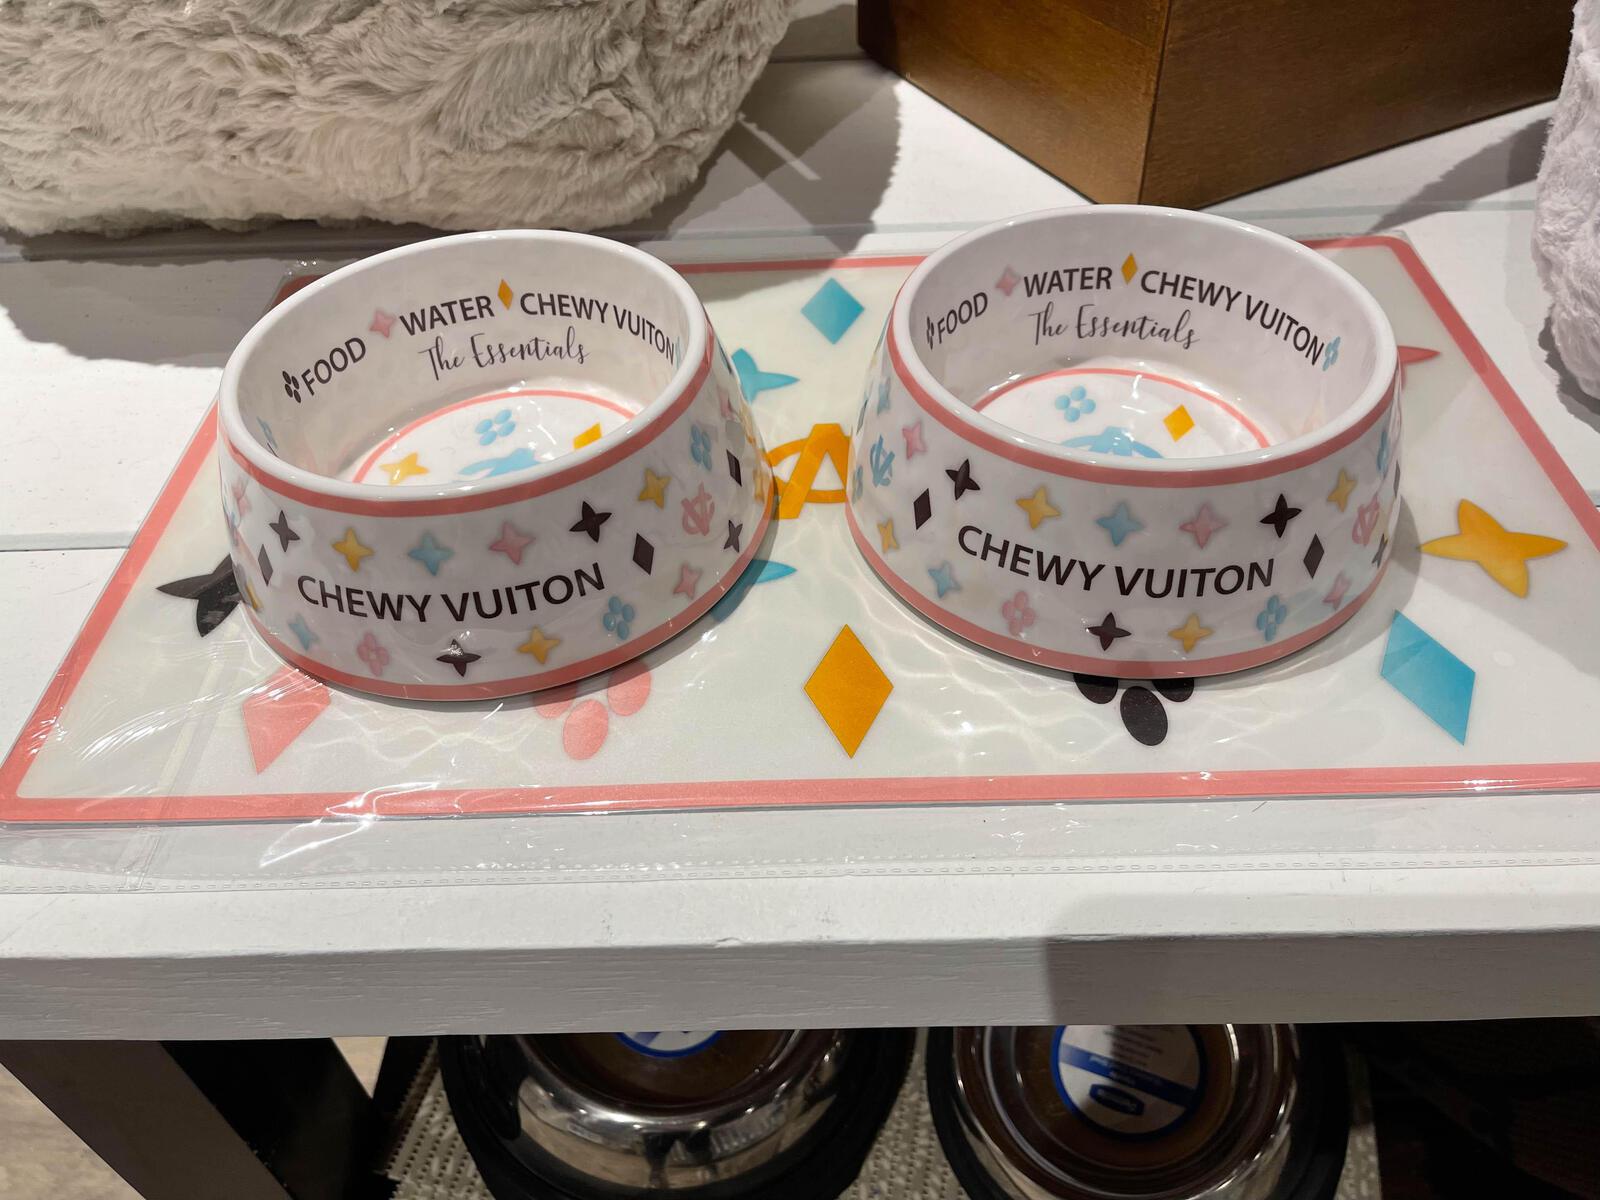 FOOD WATER CHEWY VUITON
The Essentials
CHEWY VUITON
FOOD WATER CHEWY VUITON
The Essentials
CHEWY VUITON